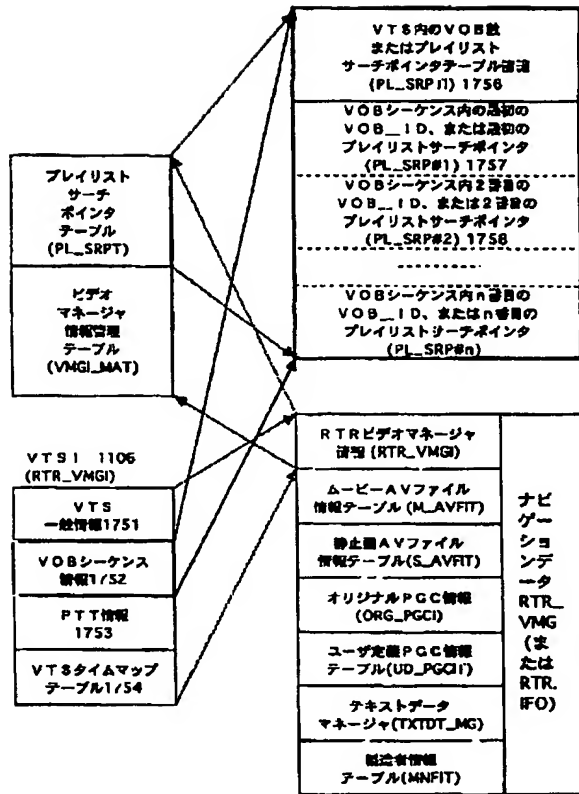 VTS内のVOB数
またはプレイリスト
サーチポインタテーブル情報
(PL_SRPTI) 1756
VOBシーケンス内の最初の
VOB__ID、または最初の
プレイリストサーチポインタ
(PL_SRP#1) 1757
VOBシーケンス内2番目の
VOB__ID、または2番目の
プレイリストサーチポインタ
(PL_SRP#2) 1758
VOBシーケンス内n番目の
VOB__ID、またはn番目の
プレイリストサーチポインタ
(PL_SRP#n)
プレイリスト
サーチ
ポインタ
テーブル
(PL_SRPT)
ビデオ
マネージャ
情報管理
テーブル
(VMGI_MAT)
VTSI 1106
(RTR_VMGI)
VTS
一般情報1751
VOBシーケンス
情報1752
PTT情報
1753
VTSタイムマップ
テーブル1754
RTRビデオマネージャ
情報 (RTR_VMGI)
ムービーAVファイル
情報テーブル (M_AVFIT)
静止画AVファイル
情報テーブル(S_AVFIT)
オリジナルPGC情報
(ORG_PGCI)
ユーザ定義PGC情報
テーブル(UD_PGCIT)
テキストデータ
マネージャ(TXTDT_MG)
製造者情報
テーブル(MNFIT)
ナビ
ゲー
ショ
ンデ
ータ
RTR_
VMG
(ま
たは
RTR.
IFO)